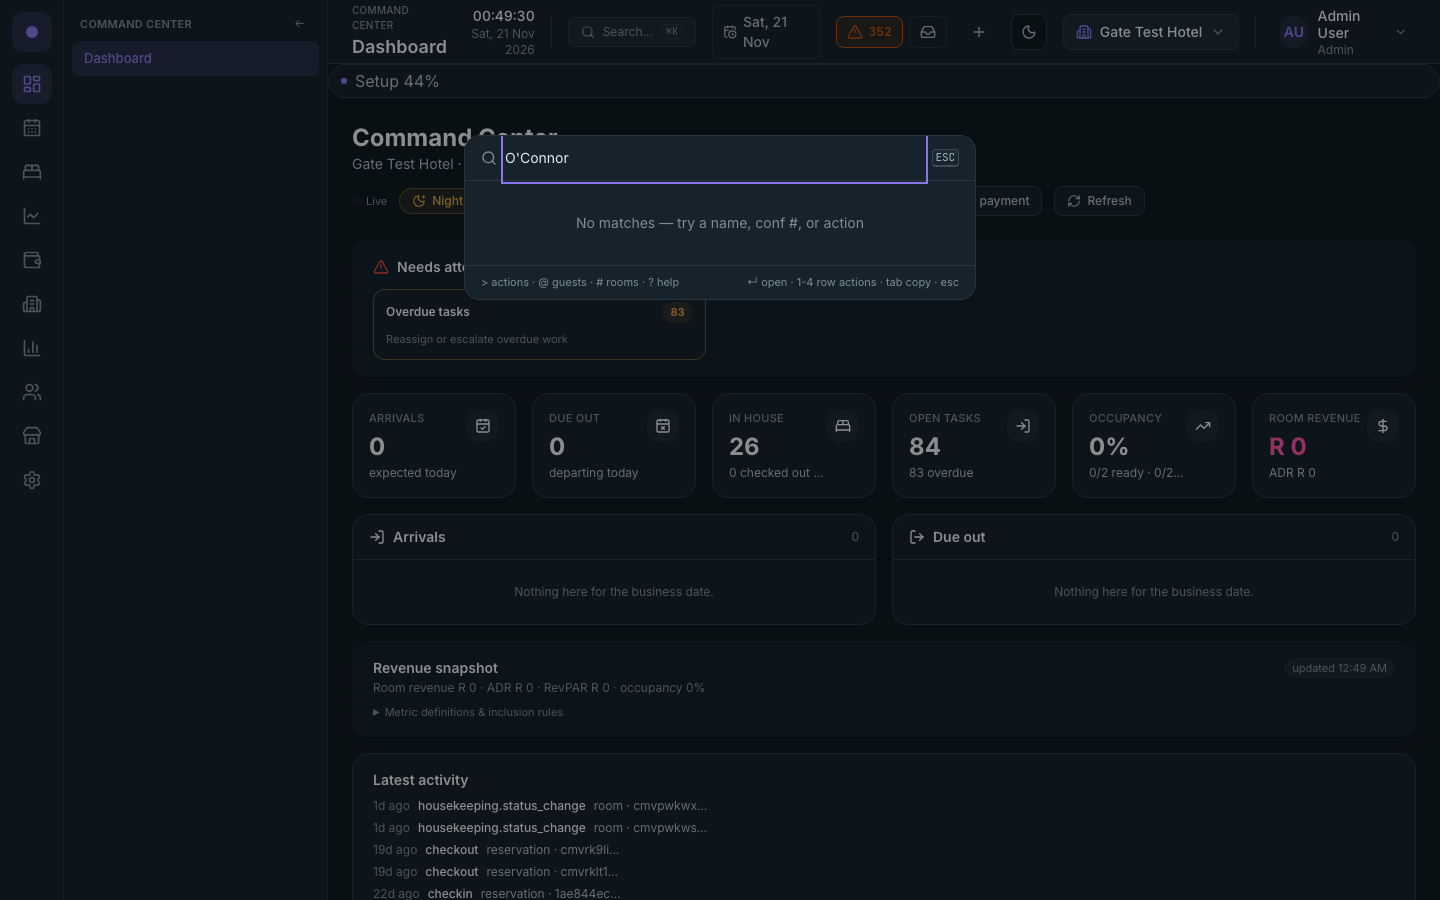 COMMAND CENTER
Dashboard
COMMAND CENTER
Dashboard
00:49:30
Sat, 21 Nov 2026
Search... ⌘K
Sat, 21 Nov
352
Gate Test Hotel
AU
Admin User
Admin
Setup 44%
Command Center
Gate Test Hotel ·
O'Connor
ESC
No matches — try a name, conf #, or action
> actions · @ guests · # rooms · ? help
↵ open · 1-4 row actions · tab copy · esc
Live
Night
payment
Refresh
Needs atte
Overdue tasks
83
Reassign or escalate overdue work
ARRIVALS
0
expected today
DUE OUT
0
departing today
IN HOUSE
26
0 checked out ...
OPEN TASKS
84
83 overdue
OCCUPANCY
0%
0/2 ready · 0/2...
ROOM REVENUE
R 0
ADR R 0
Arrivals
0
Nothing here for the business date.
Due out
0
Nothing here for the business date.
Revenue snapshot
updated 12:49 AM
Room revenue R 0 · ADR R 0 · RevPAR R 0 · occupancy 0%
Metric definitions & inclusion rules
Latest activity
1d ago housekeeping.status_change room · cmvpwkwx...
1d ago housekeeping.status_change room · cmvpwkws...
19d ago checkout reservation · cmvrk9li...
19d ago checkout reservation · cmvrklt1...
22d ago checkin reservation · 1ae844ec...